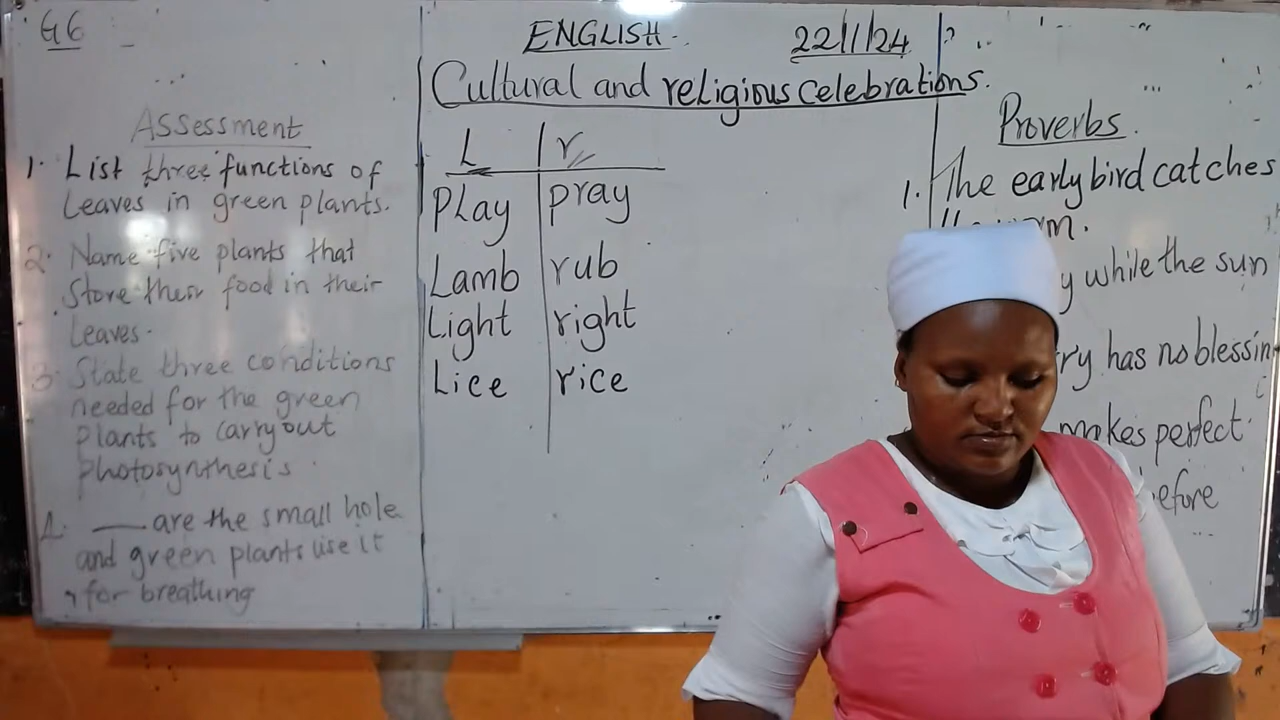 G6
ENGLISH.
22/1/24
Cultural and religious celebrations.
Assessment
1. List three functions of
leaves in green plants.
2. Name five plants that
store their food in their
leaves.
3. State three conditions
needed for the green
plants to carry out
photosynthesis.
4. ___ are the small hole
and green plants use it
for breathing
L r
Play pray
Lamb rub
Light right
Lice rice
Proverbs.
1. The early bird catches
while the sun
has no blessin
makes perfect.